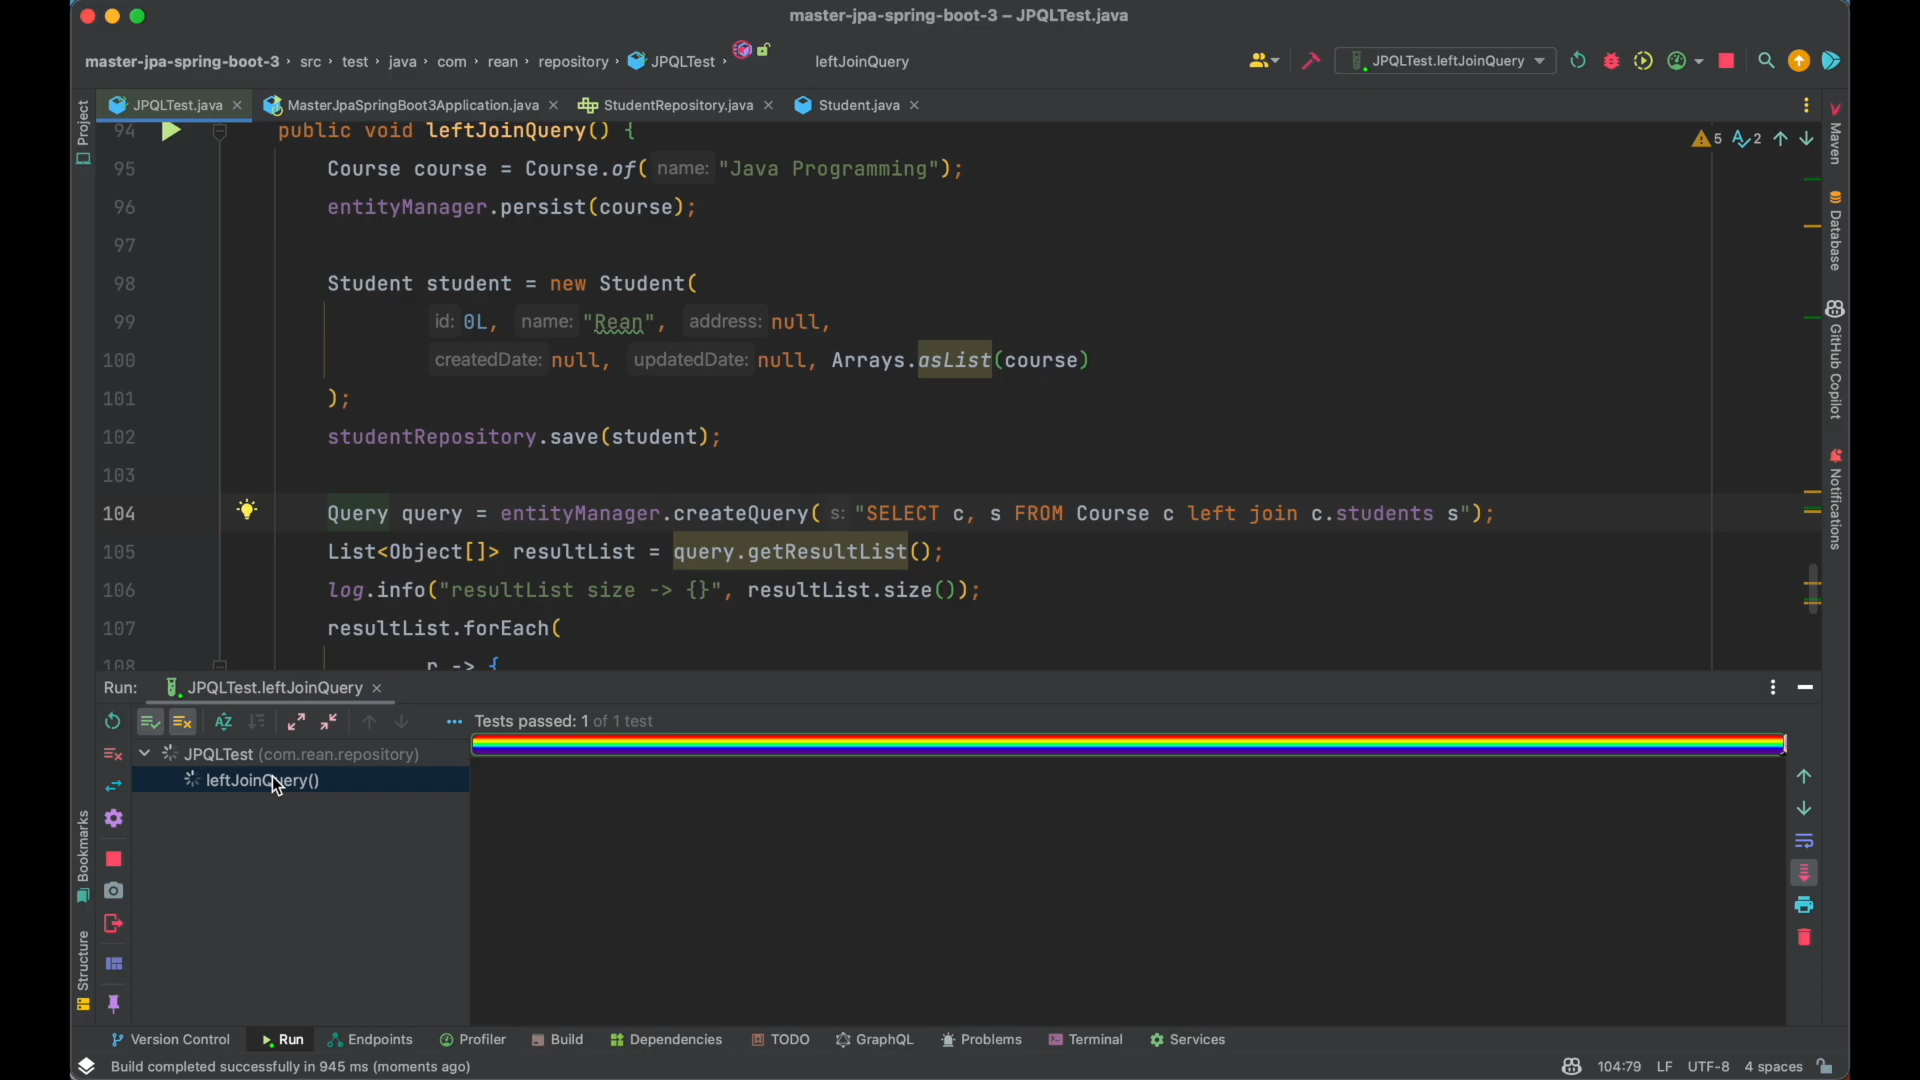 master-jpa-spring-boot-3 – JPQLTest.java
master-jpa-spring-boot-3 › src › test › java › com › rean › repository › JPQLTest › leftJoinQuery
JPQLTest.leftJoinQuery
JPQLTest.java
MasterJpaSpringBoot3Application.java
StudentRepository.java
Student.java
Project
94 public void leftJoinQuery() {
5 2
95 Course course = Course.of( name: "Java Programming");
96 entityManager.persist(course);
97
98 Student student = new Student(
99 id: 0L, name: "Rean", address: null,
100 createdDate: null, updatedDate: null, Arrays.asList(course)
101 );
102 studentRepository.save(student);
103
104 Query query = entityManager.createQuery( s: "SELECT c, s FROM Course c left join c.students s");
105 List<Object[]> resultList = query.getResultList();
106 log.info("resultList size -> {}", resultList.size());
107 resultList.forEach(
108 r -> {
Maven
Database
GitHub Copilot
Notifications
Run: JPQLTest.leftJoinQuery
Tests passed: 1 of 1 test
JPQLTest (com.rean.repository)
leftJoinQuery()
Bookmarks
Structure
Version Control
Run
Endpoints
Profiler
Build
Dependencies
TODO
GraphQL
Problems
Terminal
Services
Build completed successfully in 945 ms (moments ago)
104:79 LF UTF-8 4 spaces